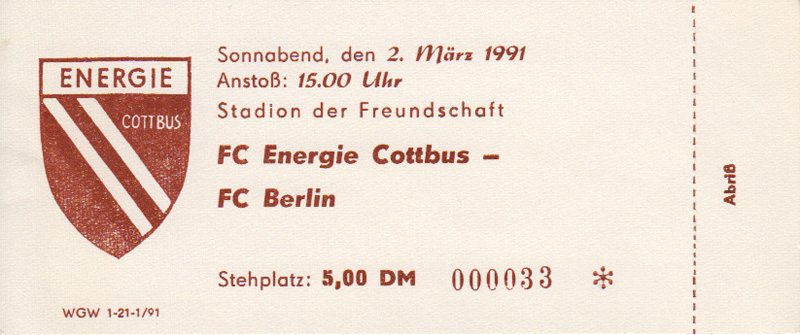 ENERGIE
COTTBUS
Sonnabend, den 2. März 1991
Anstoß: 15.00 Uhr
Stadion der Freundschaft
FC Energie Cottbus –
FC Berlin
Stehplatz: 5,00 DM 000033 *
WGW 1-21-1/91
Abriß